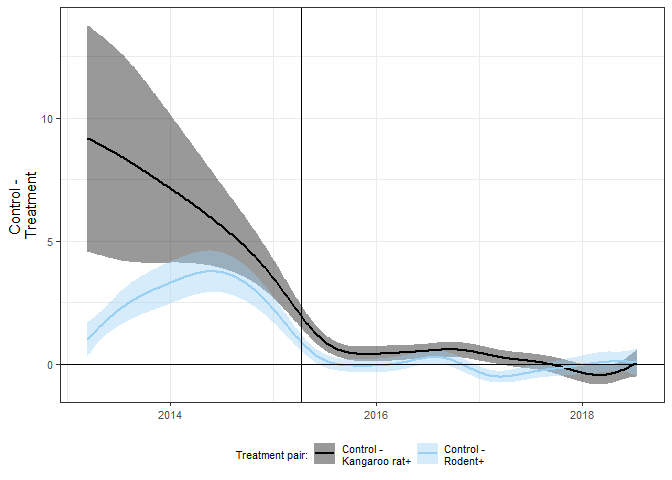 10
5
0
Control -
Treatment
2014
2016
2018
Treatment pair:
Control -
Kangaroo rat+
Control -
Rodent+